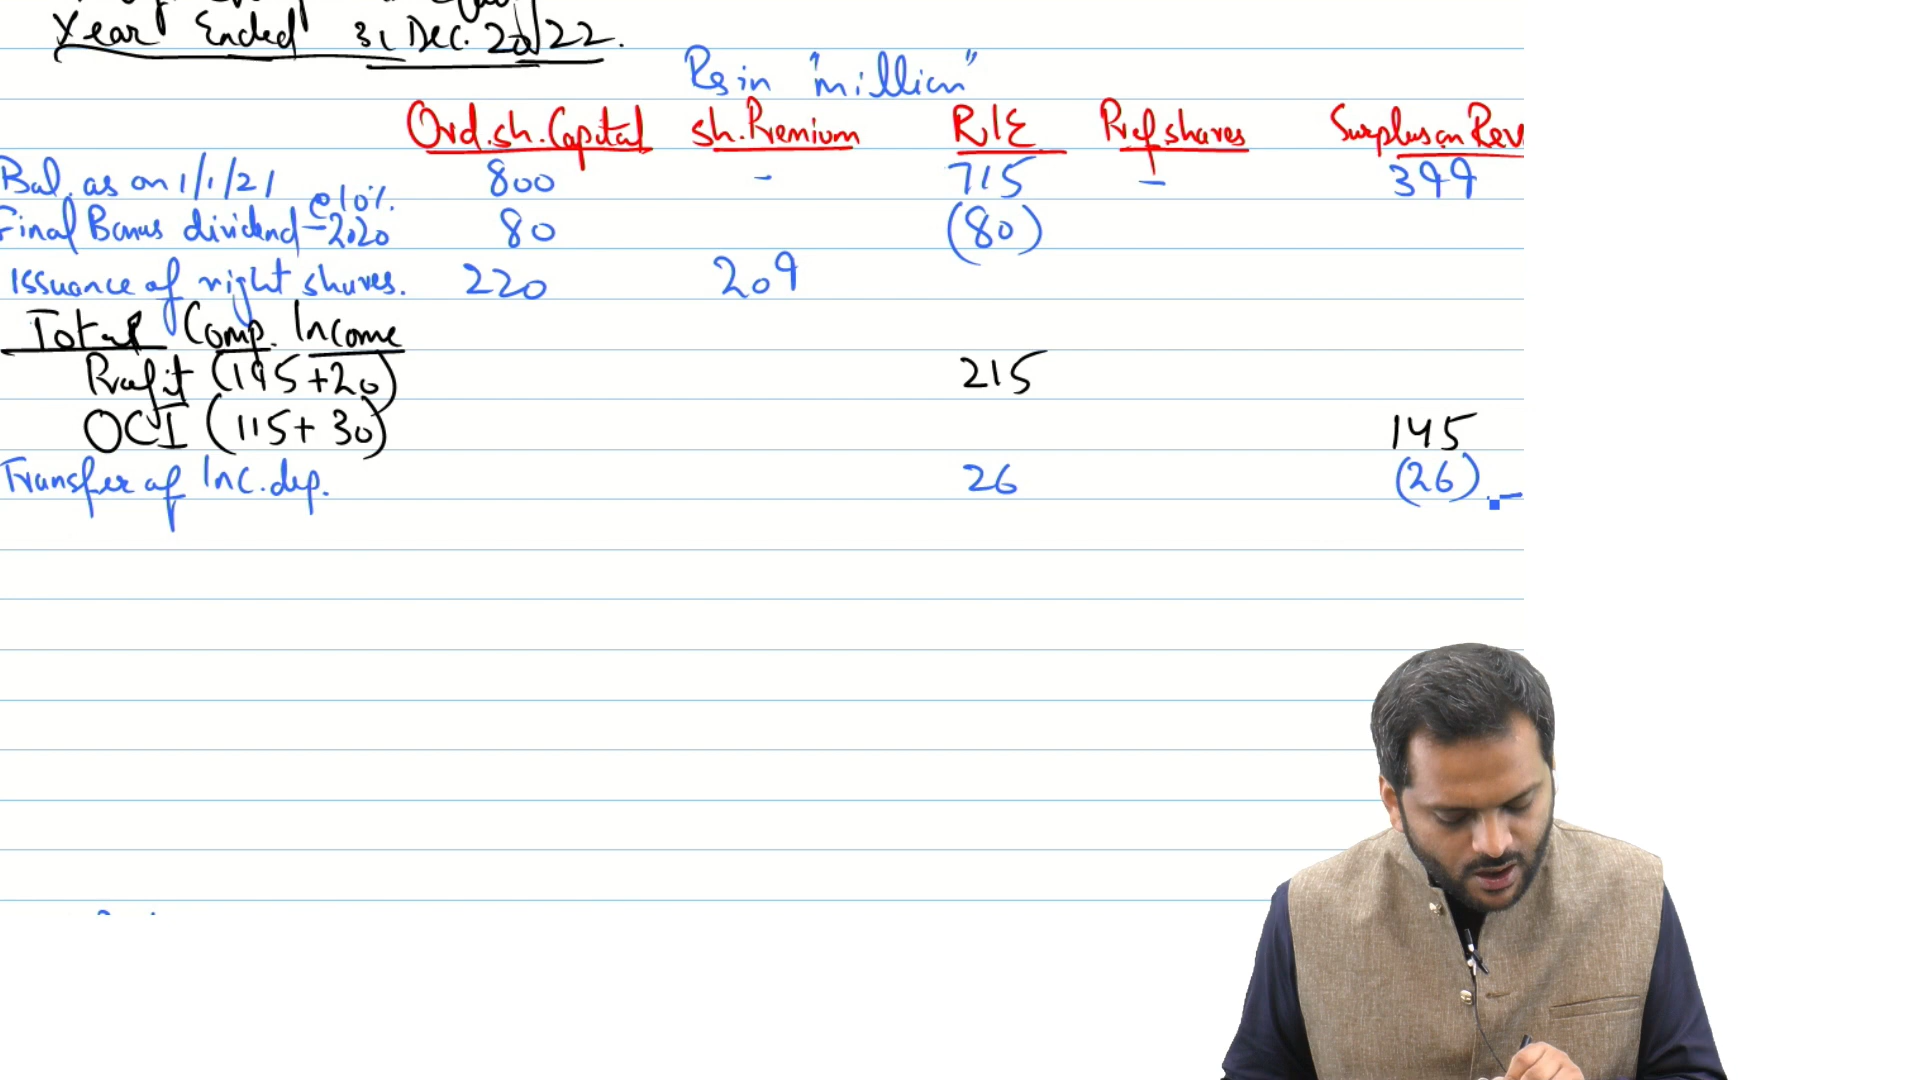 Year Ended 31 Dec. 2022.
Rs in "million"
Ord.sh.Capital sh.Premium R/E Pref shares Surplus on Rev
Bal. as on 1/1/21 800 - 715 - 399
Final Bonus dividend - 2020 @10%. 80 (80)
Issuance of right shares. 220 209
Total Comp. Income
Profit (195+20) 215
OCI (115+30) 145
Transfer of Inc.dep. 26 (26)